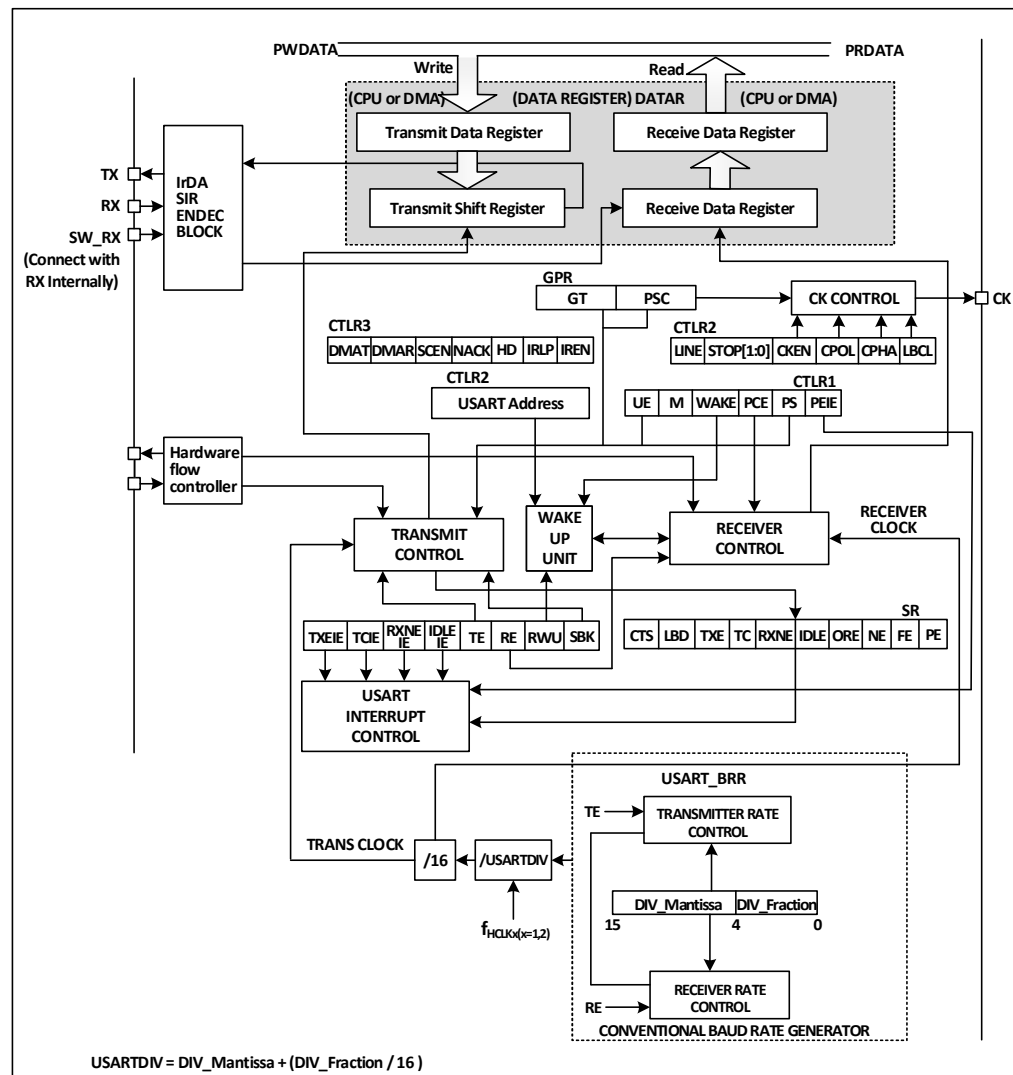 PWDATA PRDATA
Write Read
(CPU or DMA) (DATA REGISTER) DATAR (CPU or DMA)
Transmit Data Register Receive Data Register
TX
IrDA
SIR
ENDEC
BLOCK
RX
Transmit Shift Register Receive Data Register
SW_RX
(Connect with
RX Internally)
GPR
GT PSC CK CONTROL CK
CTLR3 CTLR2
DMAT DMAR SCEN NACK HD IRLP IREN LINE STOP[1:0] CKEN CPOL CPHA LBCL
CTLR2 CTLR1
USART Address UE M WAKE PCE PS PEIE
Hardware
flow
controller
TRANSMIT
CONTROL
WAKE
UP
UNIT
RECEIVER
CONTROL
RECEIVER
CLOCK
SR
TXEIE TCIE RXNE
IE IDLE
IE TE RE RWU SBK CTS LBD TXE TC RXNE IDLE ORE NE FE PE
USART
INTERRUPT
CONTROL
USART_BRR
TE TRANSMITTER RATE
CONTROL
TRANS CLOCK /16 /USARTDIV
DIV_Mantissa DIV_Fraction
15 4 0
fHCLKx(x=1,2)
RE RECEIVER RATE
CONTROL
CONVENTIONAL BAUD RATE GENERATOR
USARTDIV = DIV_Mantissa + (DIV_Fraction / 16 )